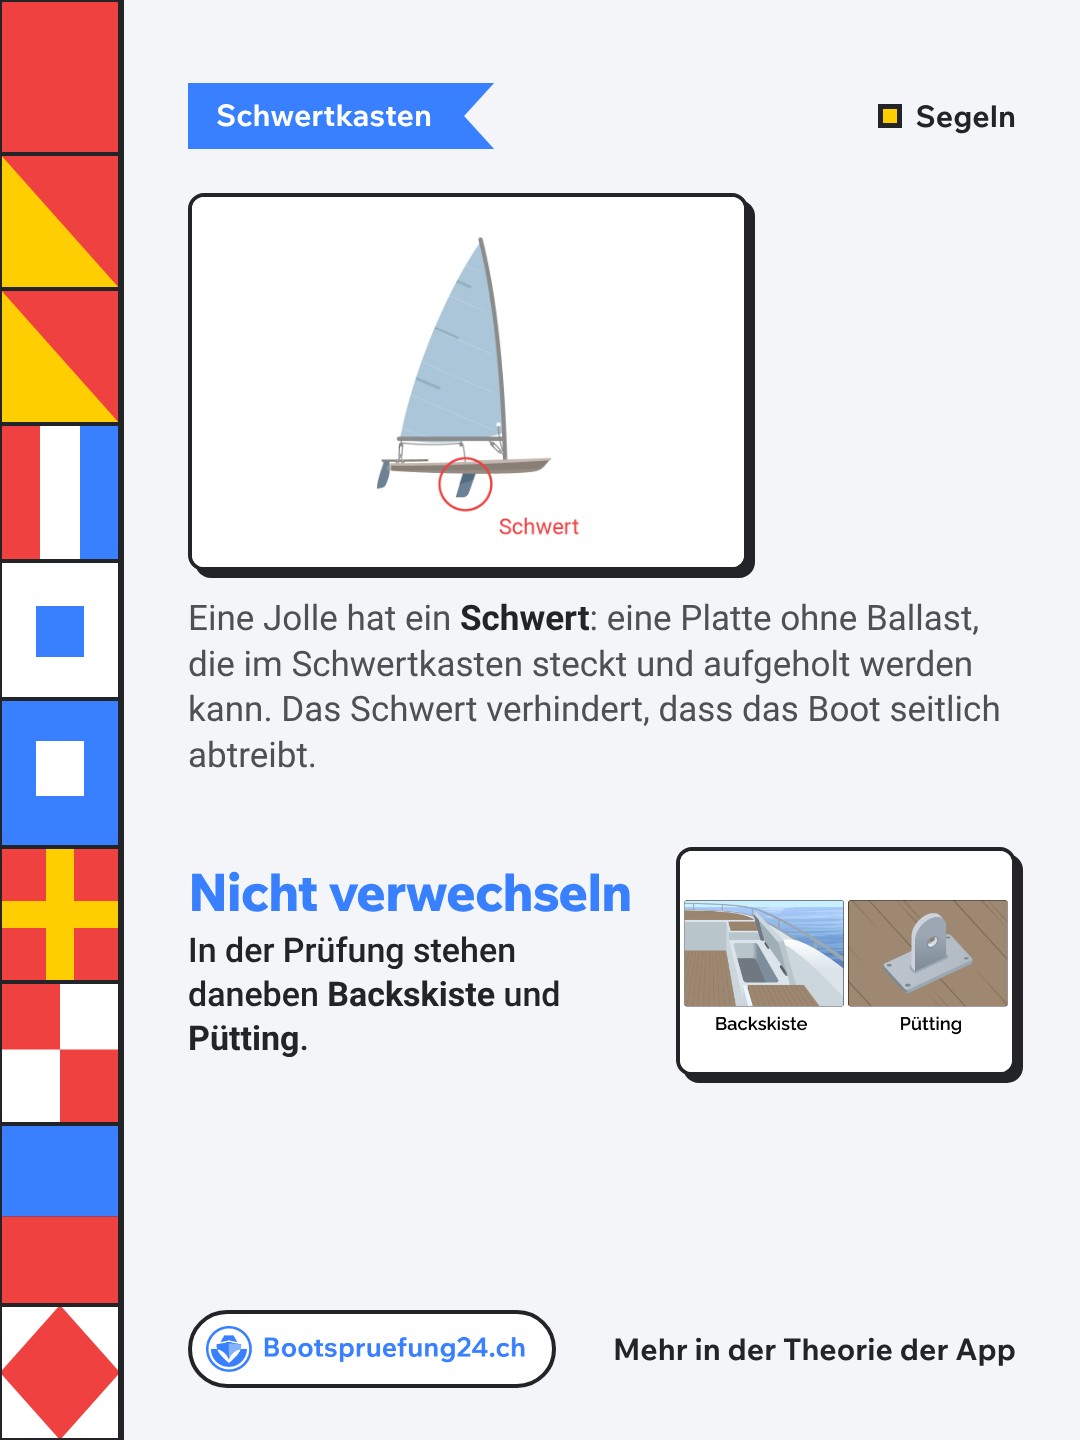 Schwertkasten
Segeln
Schwert
Eine Jolle hat ein Schwert: eine Platte ohne Ballast,
die im Schwertkasten steckt und aufgeholt werden
kann. Das Schwert verhindert, dass das Boot seitlich
abtreibt.
Nicht verwechseln
In der Prüfung stehen
daneben Backskiste und
Pütting.
Backskiste
Pütting
Bootspruefung24.ch
Mehr in der Theorie der App